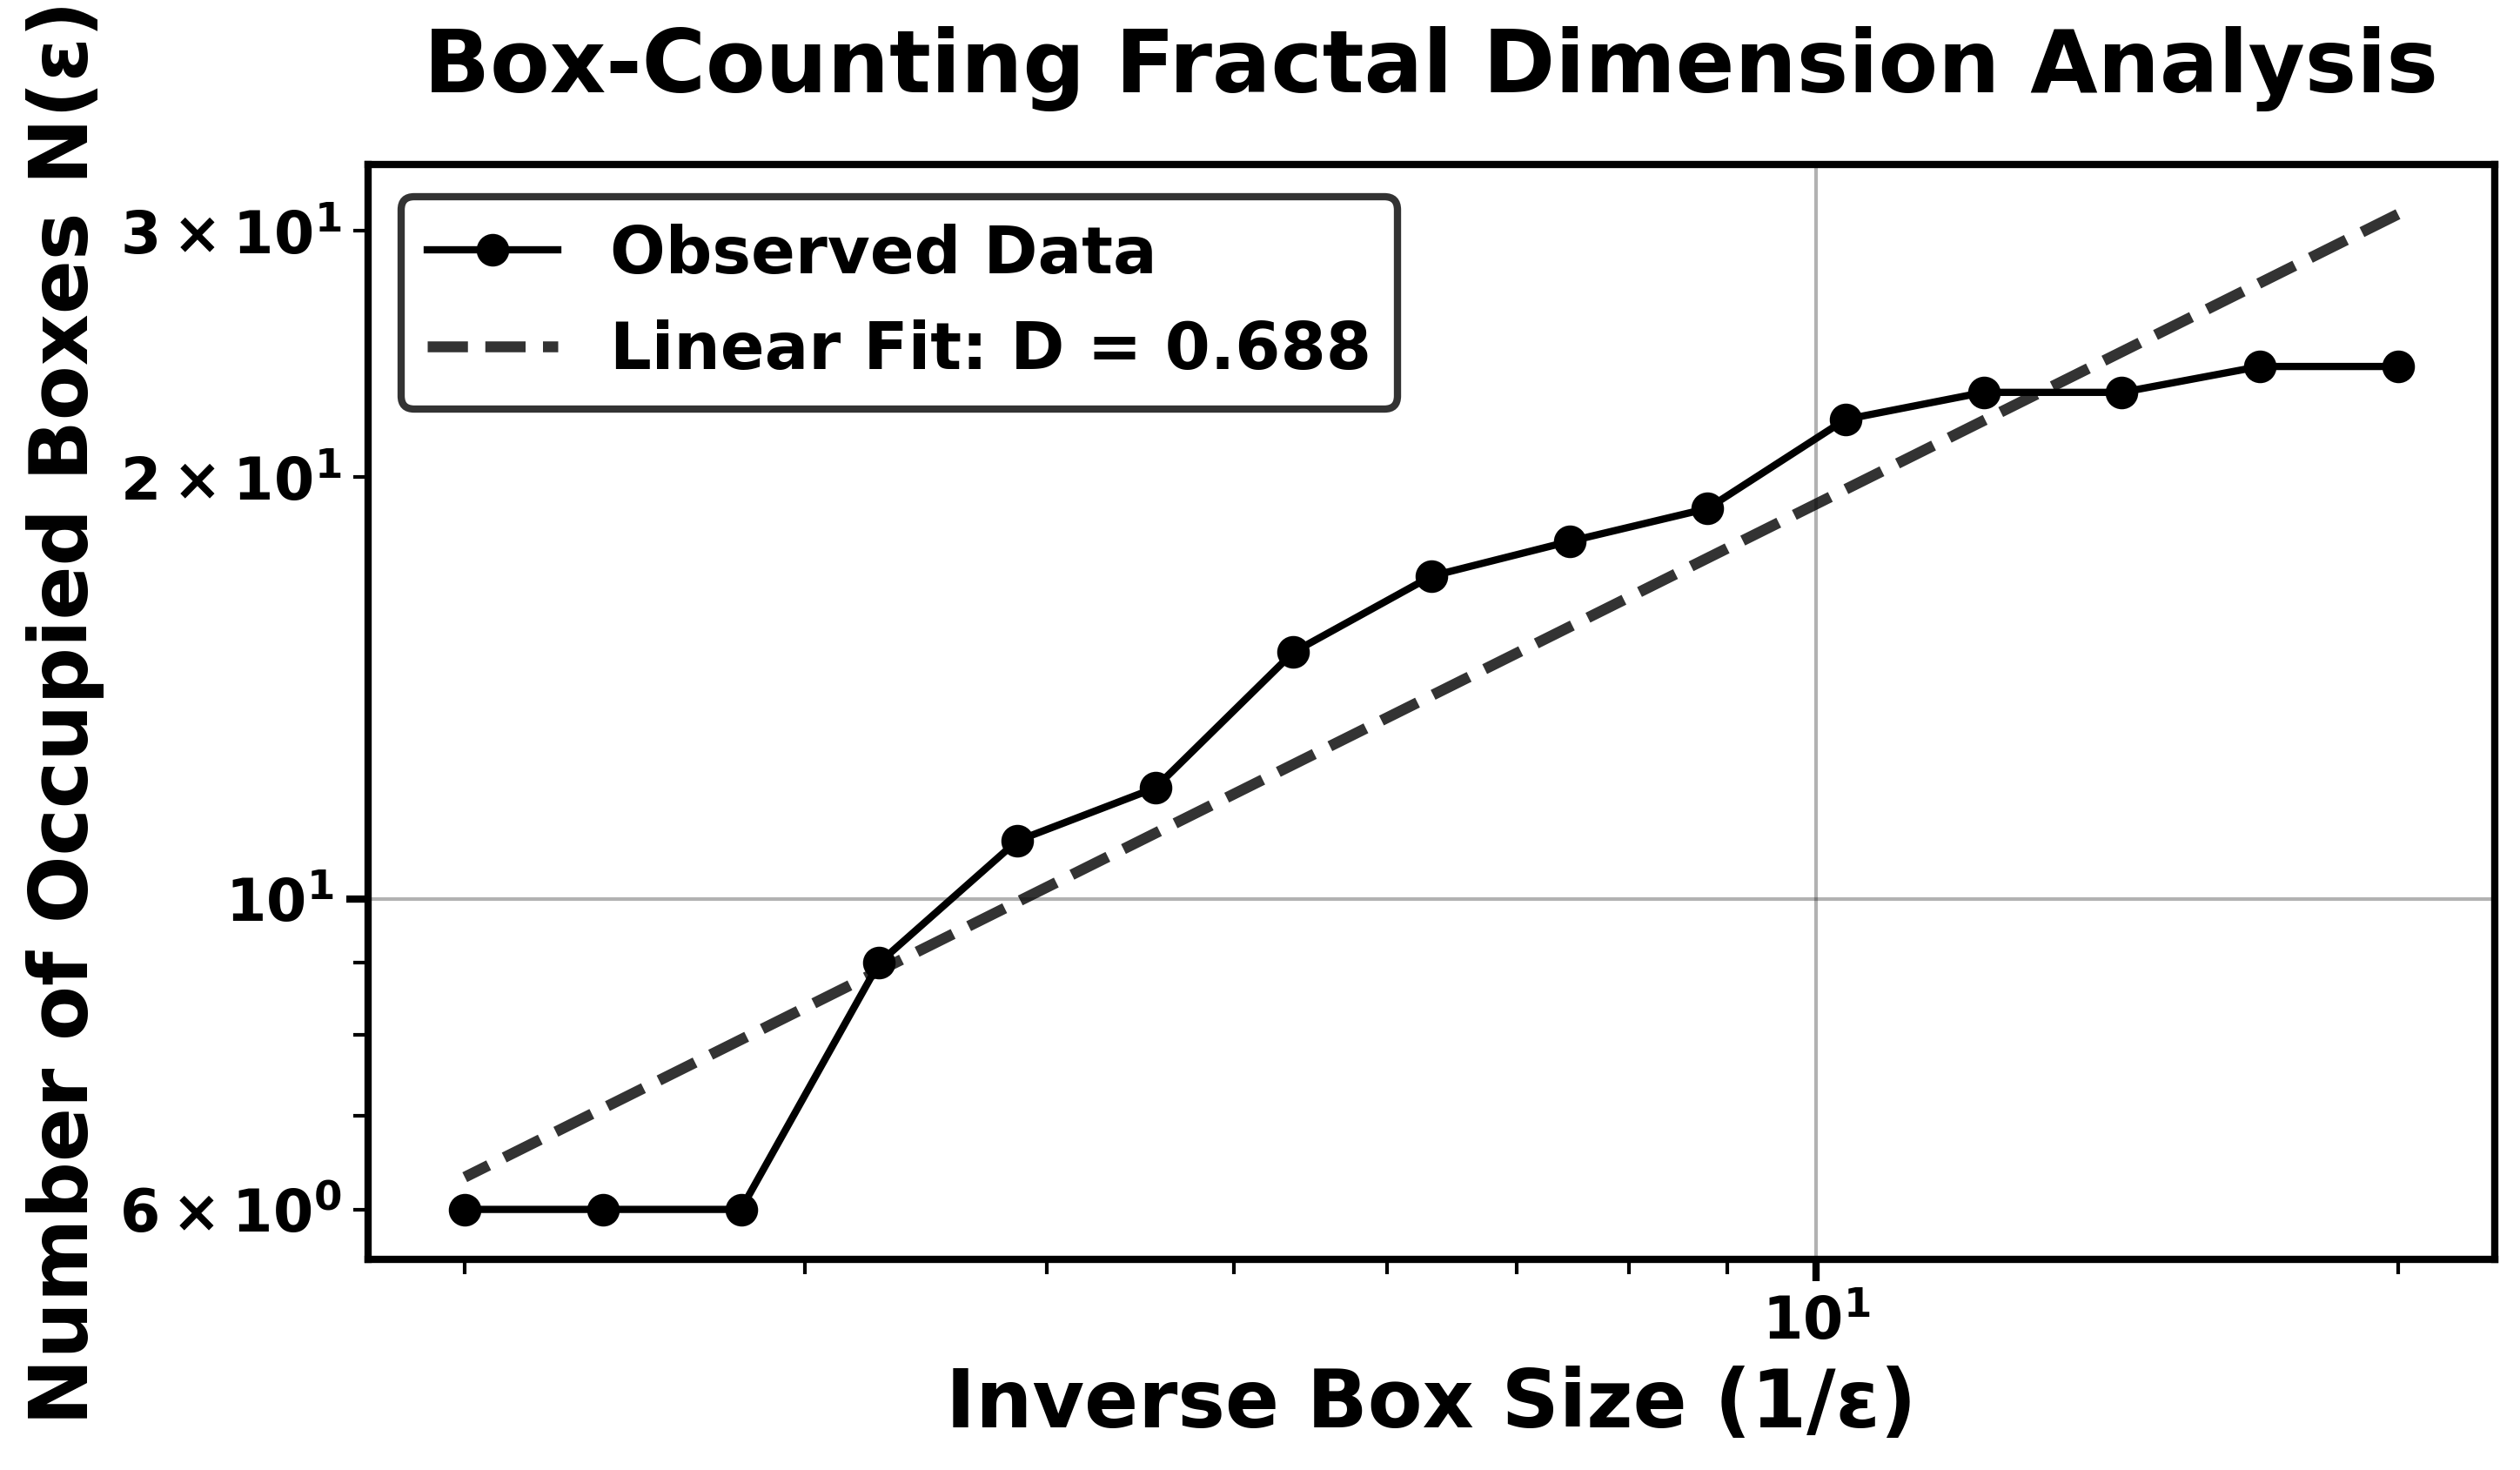 Box-Counting Fractal Dimension Analysis
Number of Occupied Boxes N(ε)
3 × 10¹
2 × 10¹
10¹
6 × 10⁰
Observed Data
Linear Fit: D = 0.688
10¹
Inverse Box Size (1/ε)